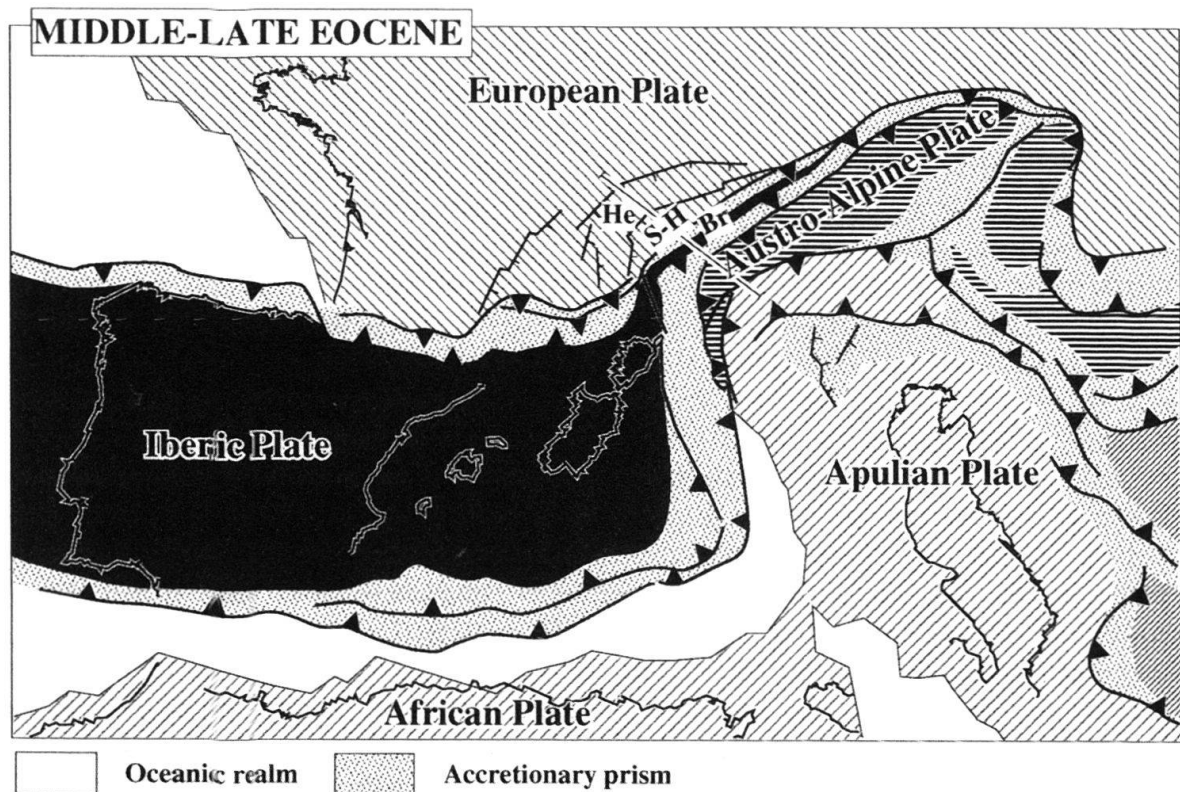 MIDDLE-LATE EOCENE
European Plate
Austro-Alpine Plate
He
S-H
-Br
Iberic Plate
Apulian Plate
African Plate
Oceanic realm
Accretionary prism